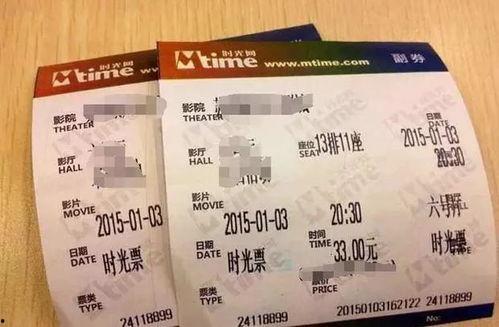 时光网
Mtime
影院
THEATER
影厅
HALL
影片
MOVIE
2015-01-03
日期
DATE
时光票
票类
TYPE
24118899
时光网
Mtime
www.mtime.com
副券
影院
THEATER
日期
DATE
2015-01-03
影厅
HALL
座位
SEAT
13排11座
20:30
影片
MOVIE
2015-01-03
20:30
日期
DATE
时间
TIME
33.00元
时光票
时光票
票类
TYPE
PRICE
TYPE
20150103162122
24118899
24118899
No: